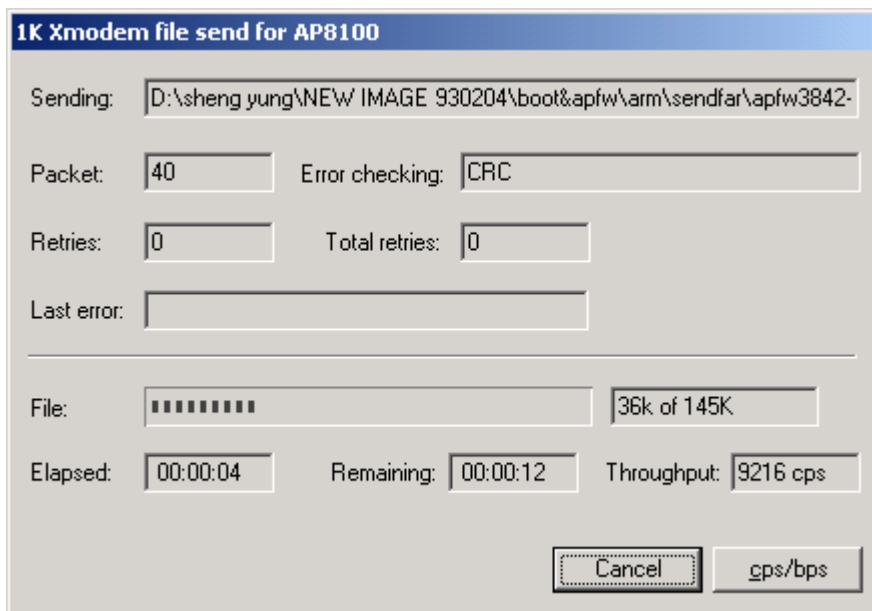 1K Xmodem file send for AP8100
Sending: D:\sheng yung\NEW IMAGE 930204\boot&apfw\arm\sendfar\apfw3842-
Packet: 40 Error checking: CRC
Retries: 0 Total retries: 0
Last error:
File: 36k of 145K
Elapsed: 00:00:04 Remaining: 00:00:12 Throughput: 9216 cps
Cancel cps/bps